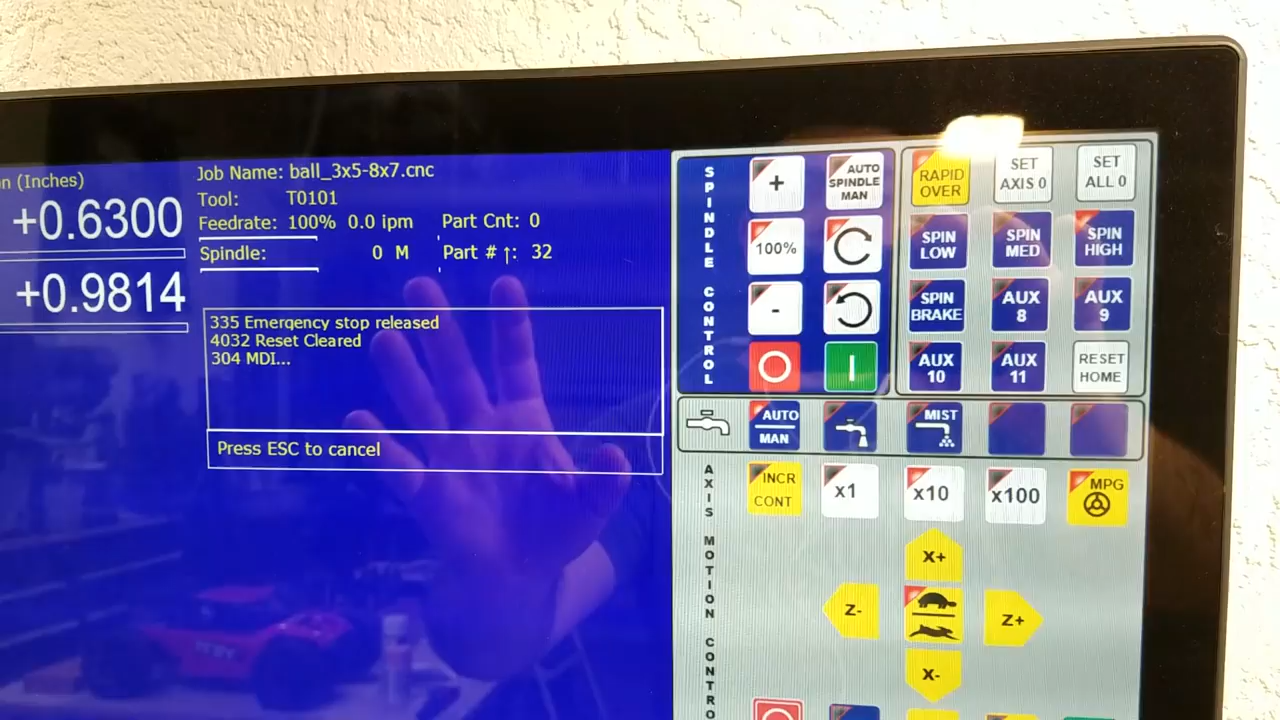 n (Inches)
+0.6300
+0.9814
Job Name: ball_3x5-8x7.cnc
Tool: T0101
Feedrate: 100% 0.0 ipm Part Cnt: 0
Spindle: 0 M Part # ↑: 32
335 Emergency stop released
4032 Reset Cleared
304 MDI...
Press ESC to cancel
SPINDLE CONTROL
+
AUTO SPINDLE MAN
100%
-
RAPID OVER
SET AXIS 0
SET ALL 0
SPIN LOW
SPIN MED
SPIN HIGH
SPIN BRAKE
AUX 8
AUX 9
AUX 10
AUX 11
RESET HOME
AUTO MAN
MIST
AXIS MOTION CONTRO
INCR CONT
x1
x10
x100
MPG
X+
Z-
Z+
X-